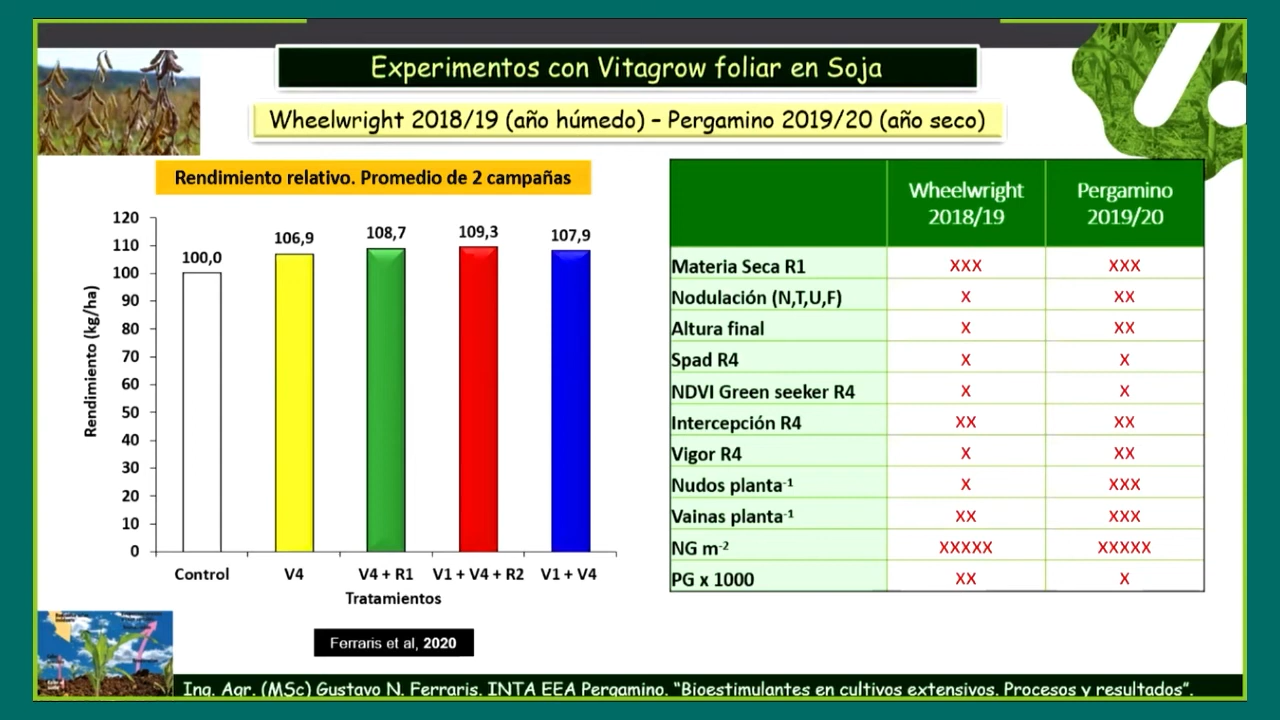 Experimentos con Vitagrow foliar en Soja
Wheelwright 2018/19 (año húmedo) – Pergamino 2019/20 (año seco)
Rendimiento relativo. Promedio de 2 campañas
Rendimiento (kg/ha)
120
110
100
90
80
70
60
50
40
30
20
10
0
100,0
106,9
108,7
109,3
107,9
Control V4 V4 + R1 V1 + V4 + R2 V1 + V4
Tratamientos
Ferraris et al, 2020
Wheelwright 2018/19 Pergamino 2019/20
Materia Seca R1 XXX XXX
Nodulación (N,T,U,F) X XX
Altura final X XX
Spad R4 X X
NDVI Green seeker R4 X X
Intercepción R4 XX XX
Vigor R4 X XX
Nudos planta⁻¹ X XXX
Vainas planta⁻¹ XX XXX
NG m⁻² XXXXX XXXXX
PG x 1000 XX X
Ing. Agr. (MSc) Gustavo N. Ferraris. INTA EEA Pergamino. “Bioestimulantes en cultivos extensivos. Procesos y resultados”.